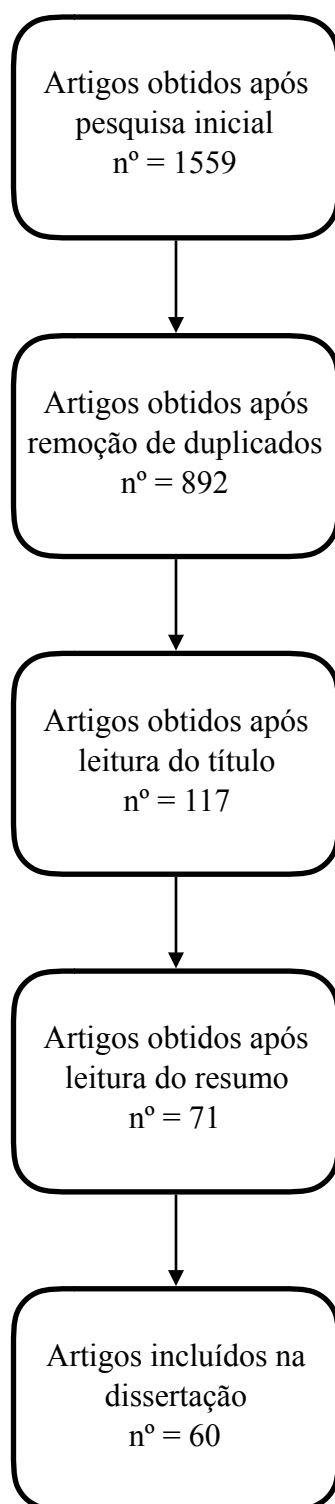 Artigos obtidos após
pesquisa inicial
nº = 1559
Artigos obtidos após
remoção de duplicados
nº = 892
Artigos obtidos após
leitura do título
nº = 117
Artigos obtidos após
leitura do resumo
nº = 71
Artigos incluídos na
dissertação
nº = 60